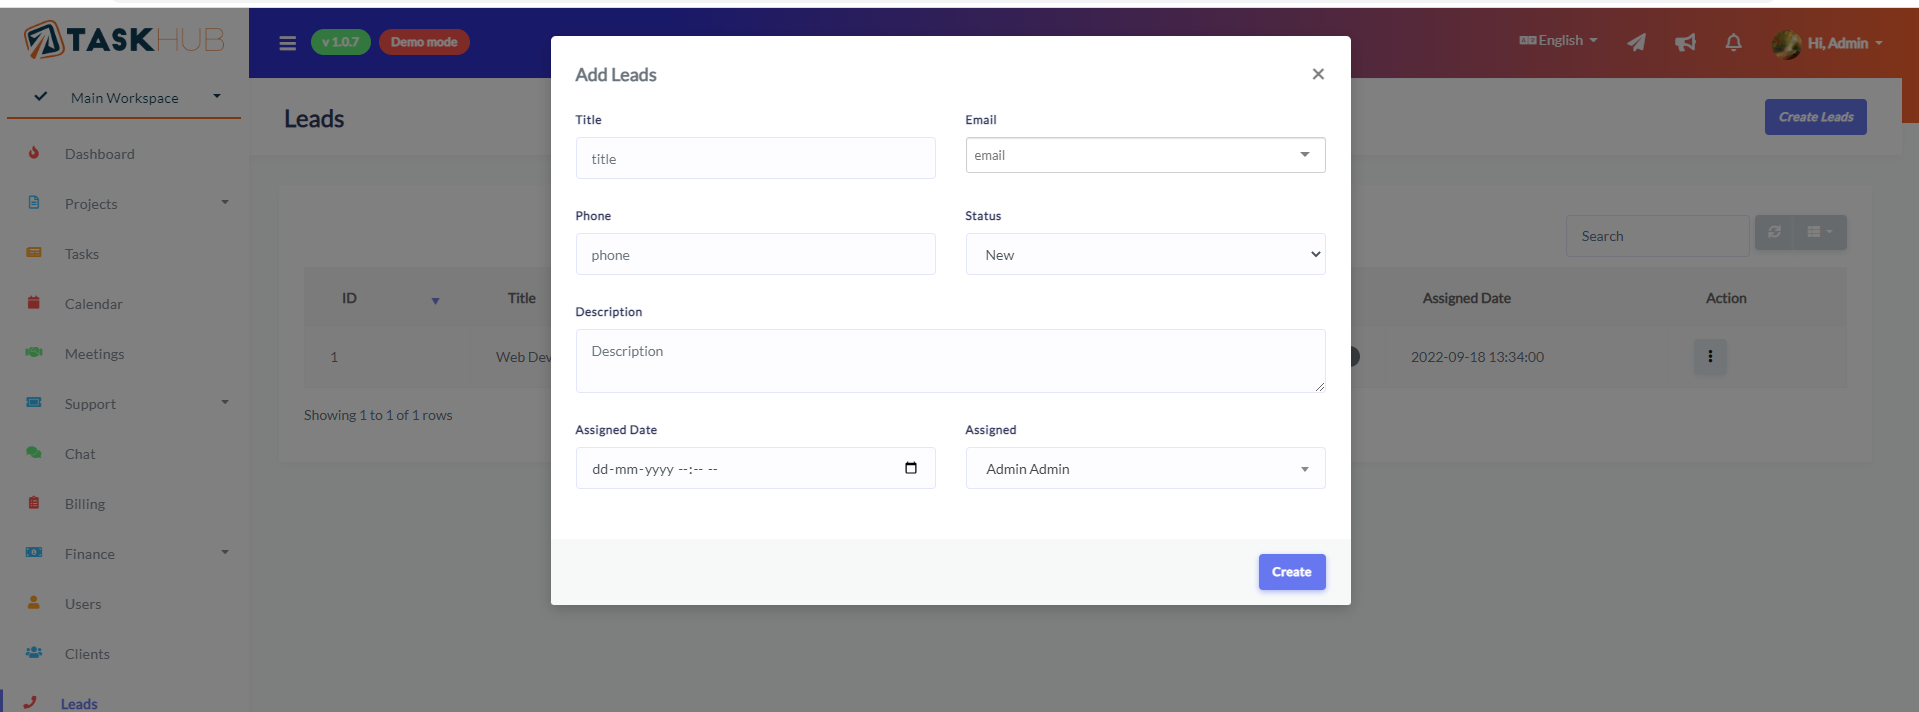 TASKHUB
v 1.0.7
Demo mode
English
Hi, Admin
Main Workspace
Dashboard
Projects
Tasks
Calendar
Meetings
Support
Chat
Billing
Finance
Users
Clients
Leads
Leads
Create Leads
Search
ID Title Assigned Date Action
1 Web Dev 2022-09-18 13:34:00
Showing 1 to 1 of 1 rows
Add Leads
×
Title
title
Email
email
Phone
phone
Status
New
Description
Description
Assigned Date
dd-mm-yyyy --:-- --
Assigned
Admin Admin
Create